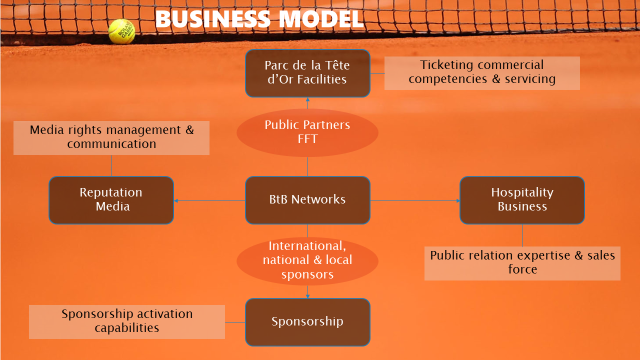 BUSINESS MODEL
Parc de la Tête
d’Or Facilities
Ticketing commercial
competencies & servicing
Public Partners
FFT
Media rights management &
communication
Reputation
Media
BtB Networks
Hospitality
Business
International,
national & local
sponsors
Public relation expertise & sales
force
Sponsorship activation
capabilities
Sponsorship